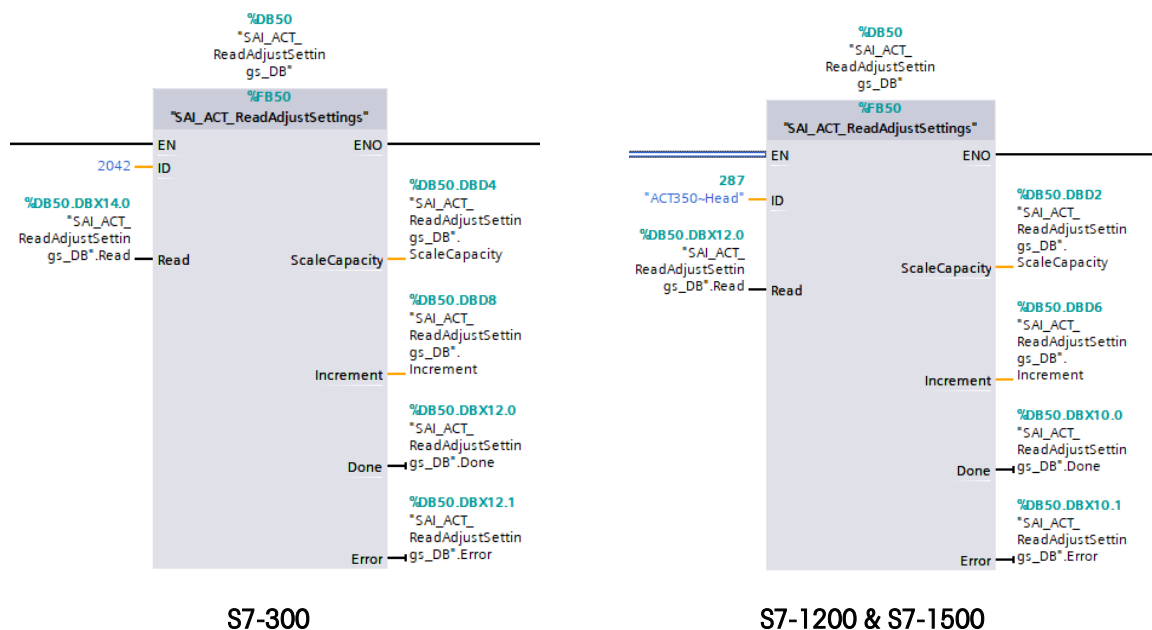 %DB50
"SAI_ACT_
ReadAdjustSettin
gs_DB"
%FB50
"SAI_ACT_ReadAdjustSettings"
EN
ENO
2042
ID
%DB50.DBX14.0
"SAI_ACT_
ReadAdjustSettin
gs_DB".Read
Read
ScaleCapacity
%DB50.DBD4
"SAI_ACT_
ReadAdjustSettin
gs_DB".
ScaleCapacity
Increment
%DB50.DBD8
"SAI_ACT_
ReadAdjustSettin
gs_DB".
Increment
Done
%DB50.DBX12.0
"SAI_ACT_
ReadAdjustSettin
gs_DB".Done
Error
%DB50.DBX12.1
"SAI_ACT_
ReadAdjustSettin
gs_DB".Error
S7-300
%DB50
"SAI_ACT_
ReadAdjustSettin
gs_DB"
%FB50
"SAI_ACT_ReadAdjustSettings"
EN
ENO
287
"ACT350~Head"
ID
%DB50.DBX12.0
"SAI_ACT_
ReadAdjustSettin
gs_DB".Read
Read
ScaleCapacity
%DB50.DBD2
"SAI_ACT_
ReadAdjustSettin
gs_DB".
ScaleCapacity
Increment
%DB50.DBD6
"SAI_ACT_
ReadAdjustSettin
gs_DB".
Increment
Done
%DB50.DBX10.0
"SAI_ACT_
ReadAdjustSettin
gs_DB".Done
Error
%DB50.DBX10.1
"SAI_ACT_
ReadAdjustSettin
gs_DB".Error
S7-1200 & S7-1500